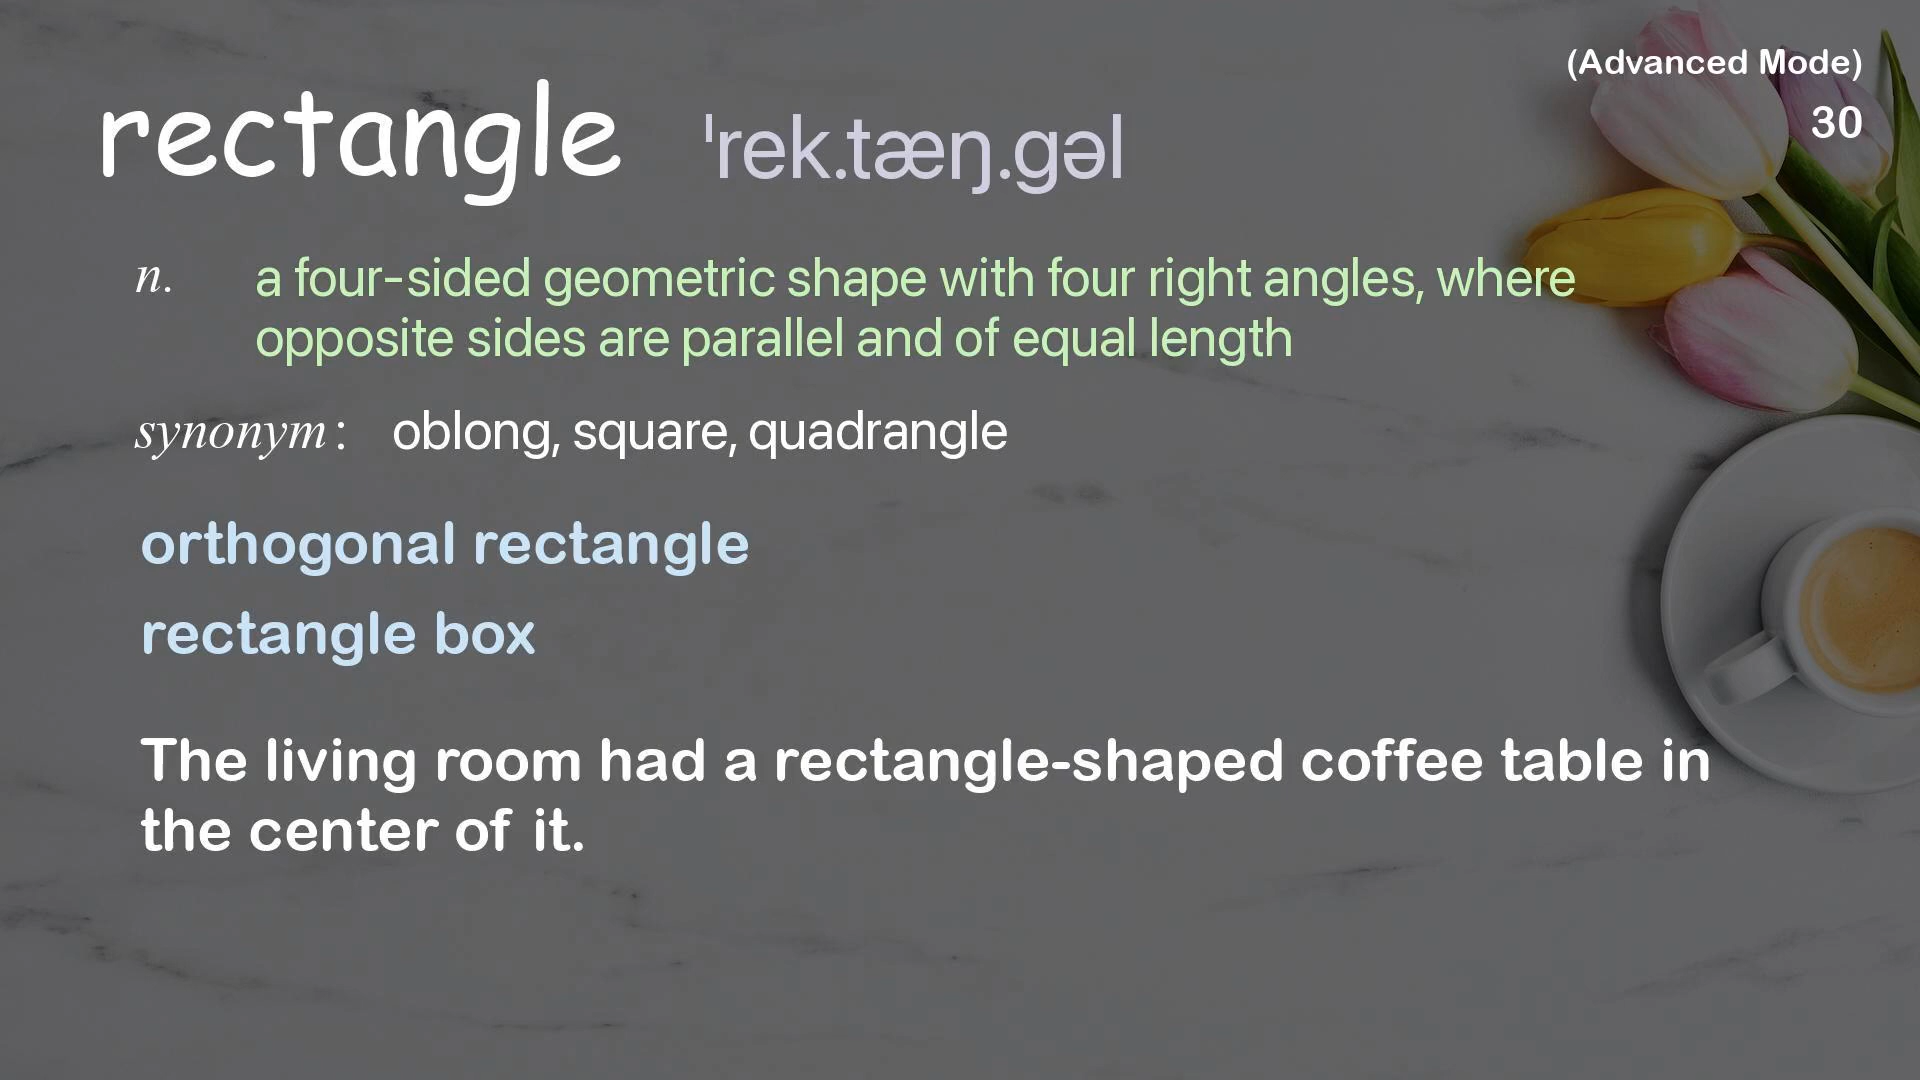 (Advanced Mode)
30
rectangle ˈrek.tæŋ.gəl
n. a four-sided geometric shape with four right angles, where
opposite sides are parallel and of equal length
synonym: oblong, square, quadrangle
orthogonal rectangle
rectangle box
The living room had a rectangle-shaped coffee table in
the center of it.